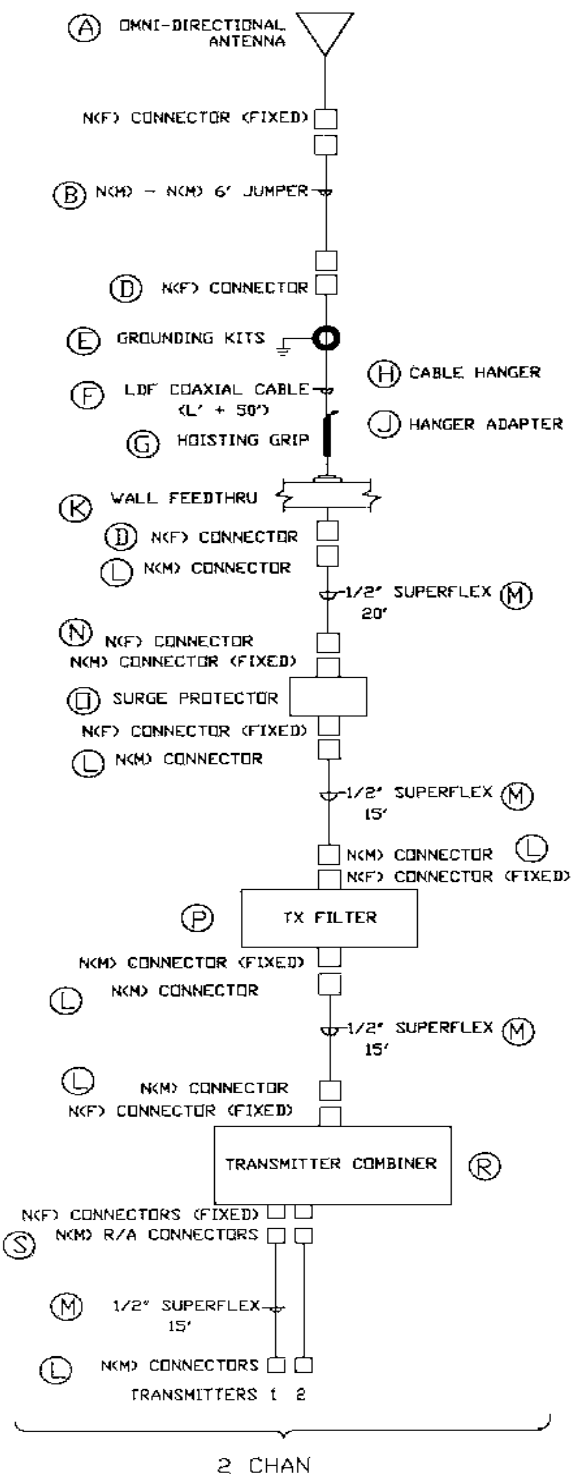 A OMNI-DIRECTIONAL
ANTENNA
N(F) CONNECTOR (FIXED)
B N(M) - N(M) 6' JUMPER
D N(F) CONNECTOR
E GROUNDING KITS
H CABLE HANGER
F LDF COAXIAL CABLE
(L' + 50')
J HANGER ADAPTER
G HOISTING GRIP
K WALL FEEDTHRU
D N(F) CONNECTOR
L N(M) CONNECTOR
1/2" SUPERFLEX M
20'
N N(F) CONNECTOR
N(M) CONNECTOR (FIXED)
O SURGE PROTECTOR
N(F) CONNECTOR (FIXED)
L N(M) CONNECTOR
1/2" SUPERFLEX M
15'
N(M) CONNECTOR L
N(F) CONNECTOR (FIXED)
P TX FILTER
N(M) CONNECTOR (FIXED)
L N(M) CONNECTOR
1/2" SUPERFLEX M
15'
L N(M) CONNECTOR
N(F) CONNECTOR (FIXED)
TRANSMITTER COMBINER R
N(F) CONNECTORS (FIXED)
S N(M) R/A CONNECTORS
M 1/2" SUPERFLEX
15'
L N(M) CONNECTORS
TRANSMITTERS 1 2
2 CHAN